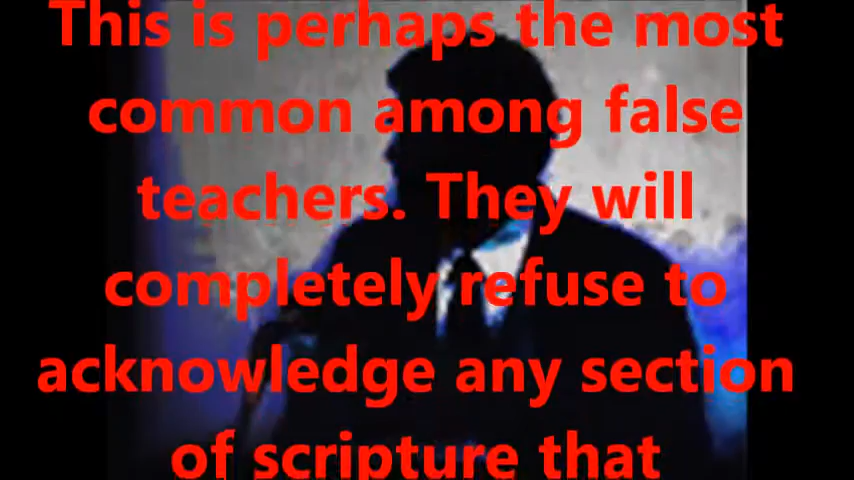 This is perhaps the most
common among false
teachers. They will
completely refuse to
acknowledge any section
of scripture that